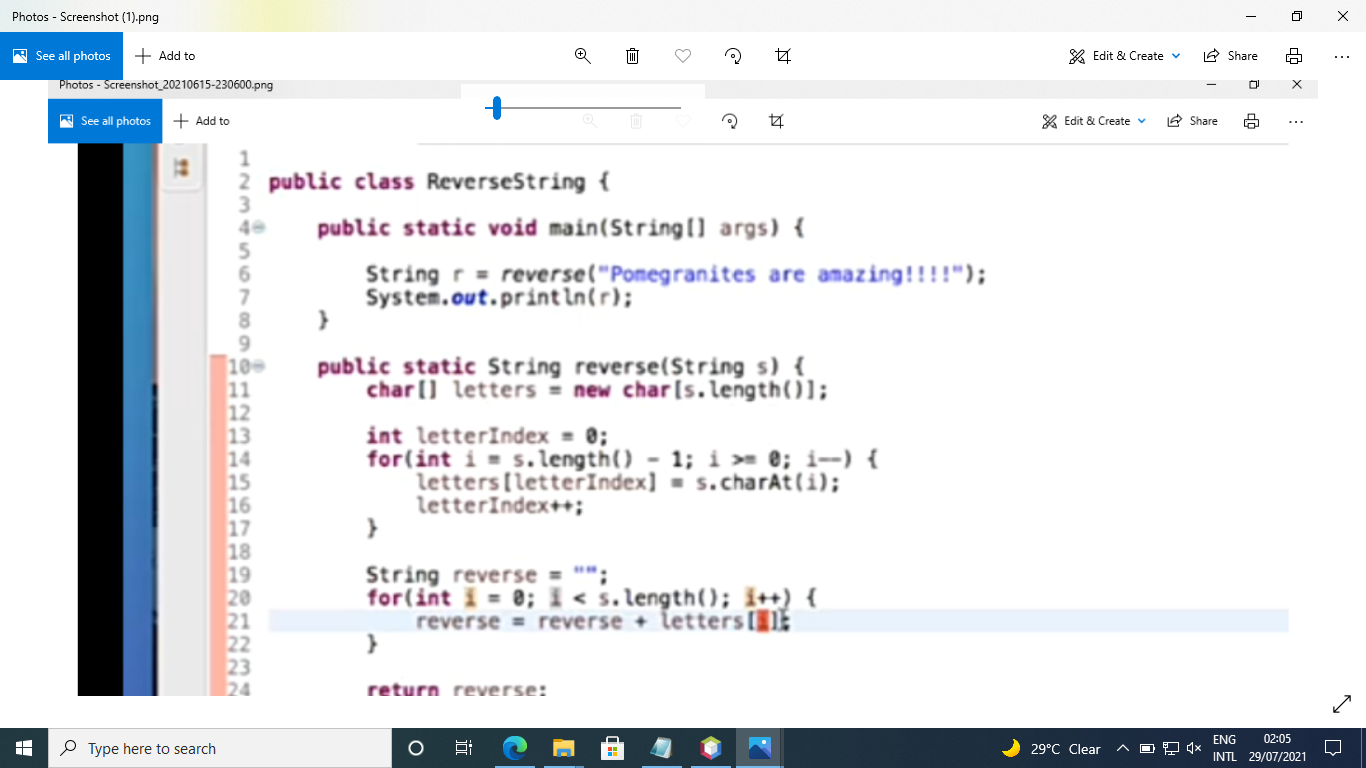 Photos - Screenshot (1).png
See all photos
Add to
Edit & Create
Share
Photos - Screenshot_20210615-230600.png
See all photos
Add to
Edit & Create
Share
1
2 public class ReverseString {
3
4 public static void main(String[] args) {
5
6 String r = reverse("Pomegranites are amazing!!!!");
7 System.out.println(r);
8 }
9
10 public static String reverse(String s) {
11 char[] letters = new char[s.length()];
12
13 int letterIndex = 0;
14 for(int i = s.length() - 1; i >= 0; i--) {
15 letters[letterIndex] = s.charAt(i);
16 letterIndex++;
17 }
18
19 String reverse = "";
20 for(int i = 0; i < s.length(); i++) {
21 reverse = reverse + letters[i];
22 }
23
24 return reverse;
Type here to search
29°C Clear
ENG
INTL
02:05
29/07/2021